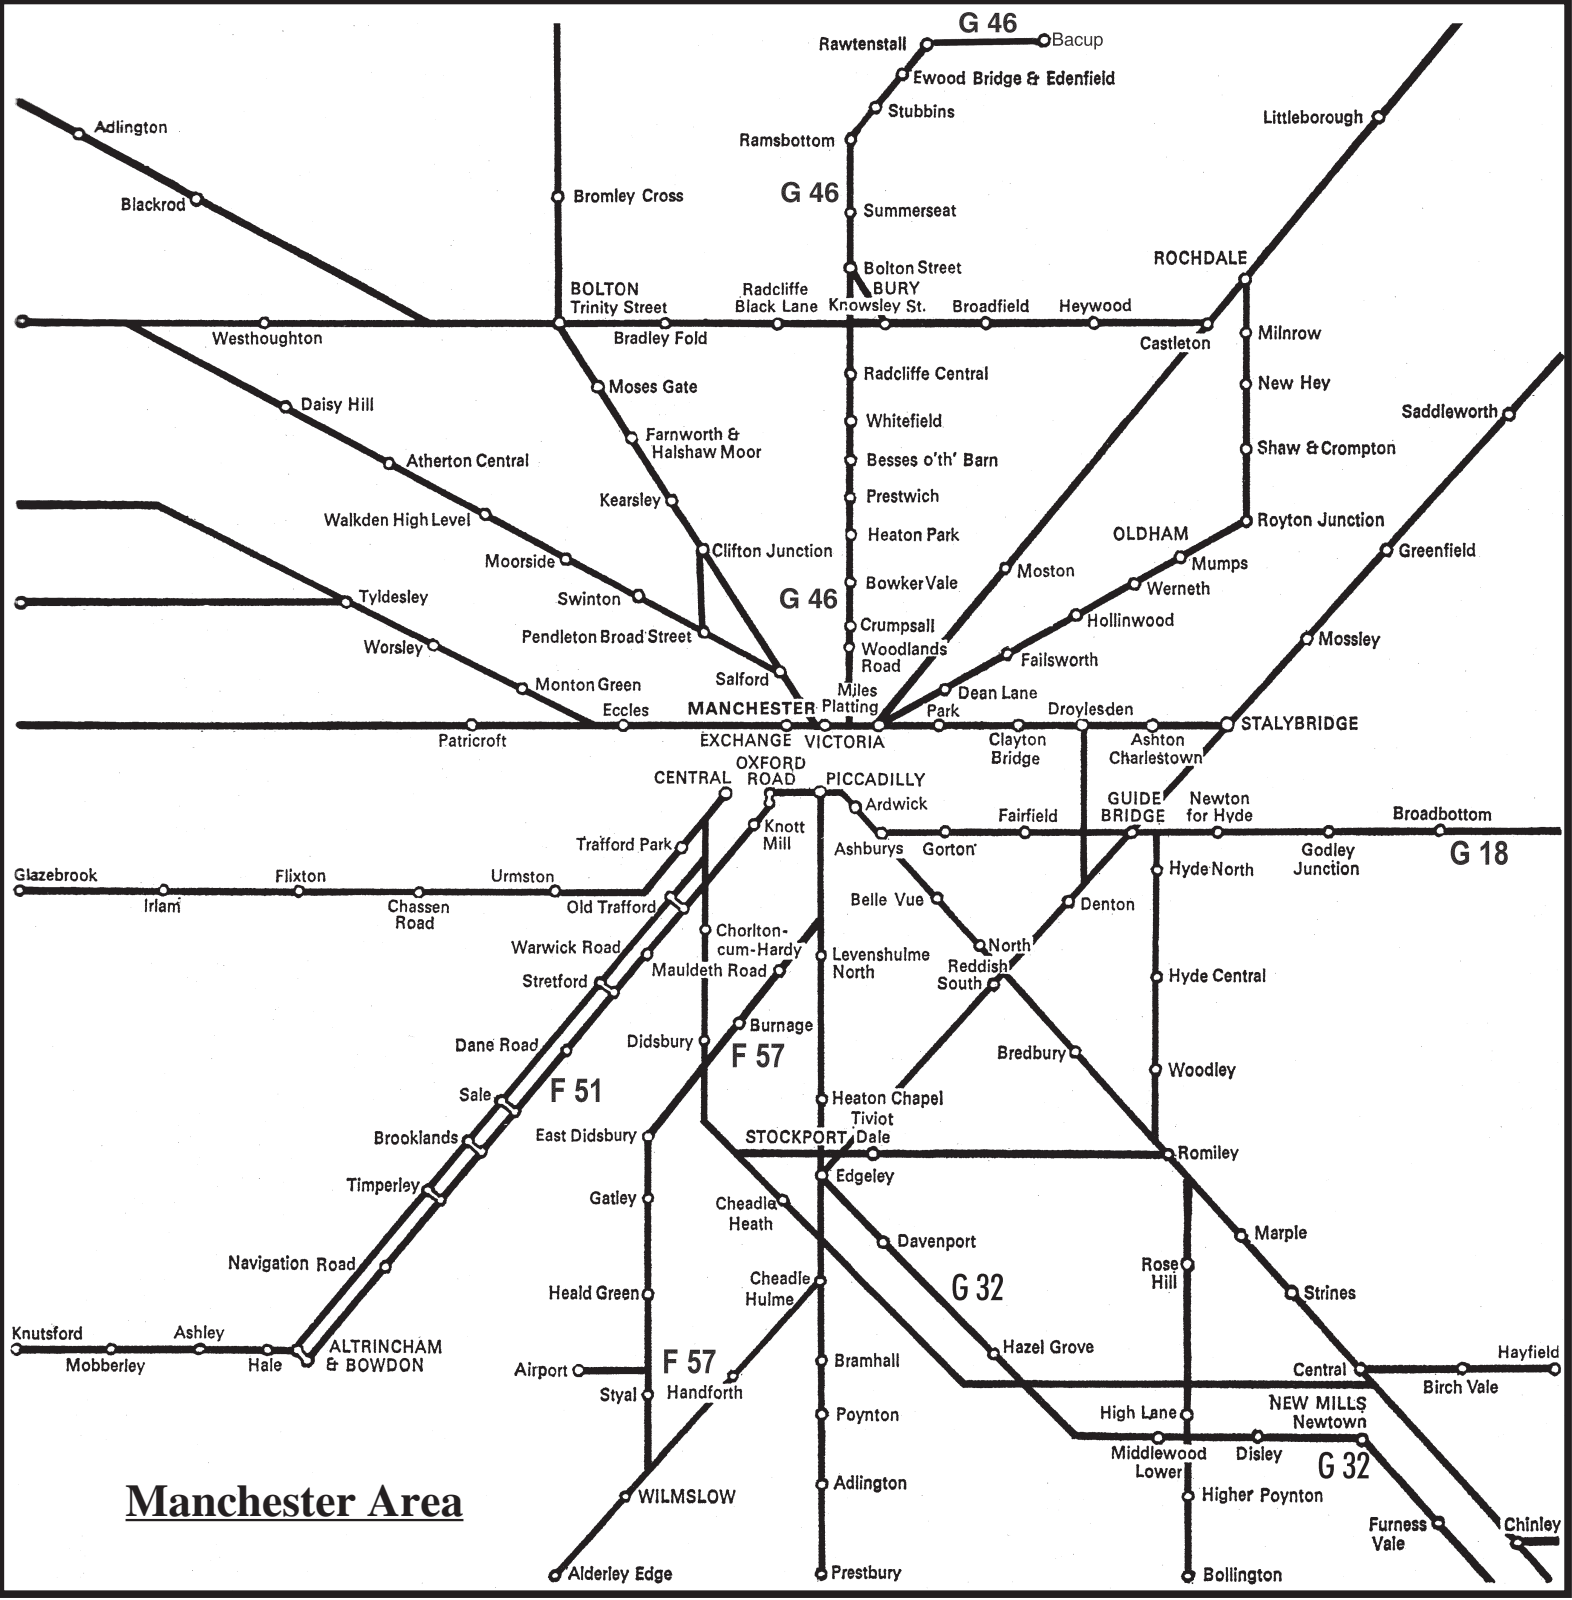 G 46
Rawtenstall
Bacup
Ewood Bridge & Edenfield
Stubbins
Littleborough
Adlington
Ramsbottom
G 46
Bromley Cross
Blackrod
Summerseat
ROCHDALE
Bolton Street
BURY
BOLTON
Trinity Street
Radcliffe
Black Lane
Knowsley St.
Broadfield
Heywood
Westhoughton
Bradley Fold
Castleton
Milnrow
Radcliffe Central
New Hey
Moses Gate
Daisy Hill
Saddleworth
Whitefield
Farnworth &
Halshaw Moor
Shaw & Crompton
Atherton Central
Besses o'th' Barn
Prestwich
Kearsley
Walkden High Level
Royton Junction
OLDHAM
Heaton Park
Clifton Junction
Greenfield
Moorside
Mumps
Moston
Bowker Vale
Werneth
Tyldesley
Swinton
G 46
Hollinwood
Crumpsall
Pendleton Broad Street
Mossley
Worsley
Woodlands
Road
Failsworth
Salford
Monton Green
Miles
Platting
Dean Lane
Eccles
MANCHESTER
Park
Droylesden
STALYBRIDGE
Patricroft
EXCHANGE
VICTORIA
Clayton
Bridge
Ashton
Charlestown
OXFORD
ROAD
CENTRAL
PICCADILLY
Ardwick
GUIDE
BRIDGE
Newton
for Hyde
Fairfield
Broadbottom
Knott
Mill
Trafford Park
Ashburys
Gorton
Godley
Junction
G 18
Glazebrook
Flixton
Urmston
Hyde North
Irlam
Chassen
Road
Old Trafford
Belle Vue
Denton
Warwick Road
Chorlton-
cum-Hardy
North
Reddish
South
Levenshulme
North
Mauldeth Road
Stretford
Hyde Central
Dane Road
Didsbury
Burnage
Bredbury
F 57
Woodley
F 51
Sale
Heaton Chapel
Tiviot
Dale
Brooklands
East Didsbury
STOCKPORT
Romiley
Edgeley
Timperley
Gatley
Cheadle
Heath
Marple
Davenport
Navigation Road
Rose
Hill
Cheadle
Hulme
G 32
Heald Green
Strines
Knutsford
Ashley
ALTRINCHAM
& BOWDON
Mobberley
Hale
Hazel Grove
Hayfield
Airport
F 57
Bramhall
Central
Birch Vale
Styal
Handforth
NEW MILLS
Newtown
Poynton
High Lane
Middlewood
Lower
Disley
G 32
Adlington
Manchester Area
WILMSLOW
Higher Poynton
Furness
Vale
Chinley
Alderley Edge
Prestbury
Bollington